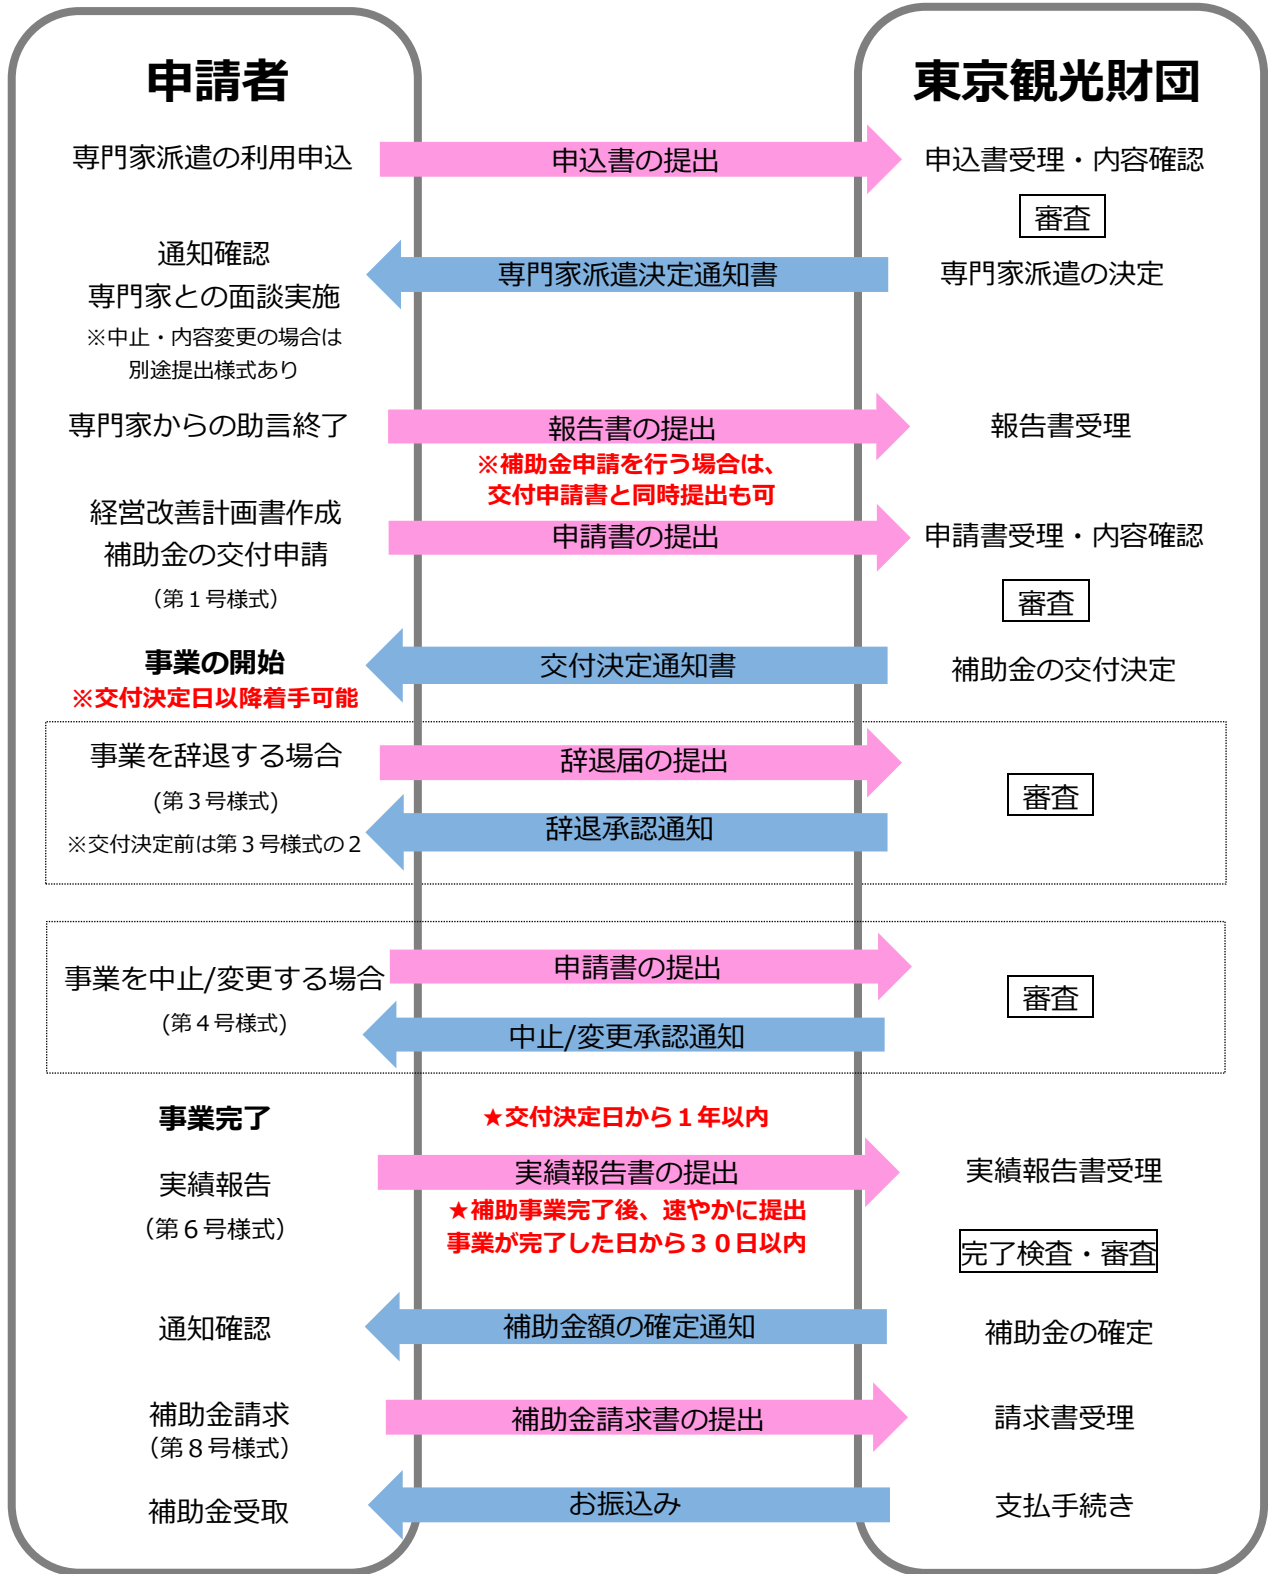 申請者
東京観光財団
専門家派遣の利用申込
申込書の提出
申込書受理・内容確認
審査
通知確認
専門家との面談実施
※中止・内容変更の場合は
別途提出様式あり
専門家派遣決定通知書
専門家派遣の決定
専門家からの助言終了
報告書の提出
報告書受理
※補助金申請を行う場合は、
交付申請書と同時提出も可
経営改善計画書作成
補助金の交付申請
（第１号様式）
申請書の提出
申請書受理・内容確認
審査
事業の開始
※交付決定日以降着手可能
交付決定通知書
補助金の交付決定
事業を辞退する場合
(第３号様式)
※交付決定前は第３号様式の２
辞退届の提出
辞退承認通知
審査
事業を中止/変更する場合
(第４号様式)
申請書の提出
中止/変更承認通知
審査
事業完了
★交付決定日から１年以内
実績報告
（第６号様式）
実績報告書の提出
★補助事業完了後、速やかに提出
事業が完了した日から３０日以内
実績報告書受理
完了検査・審査
通知確認
補助金額の確定通知
補助金の確定
補助金請求
（第８号様式）
補助金請求書の提出
請求書受理
補助金受取
お振込み
支払手続き